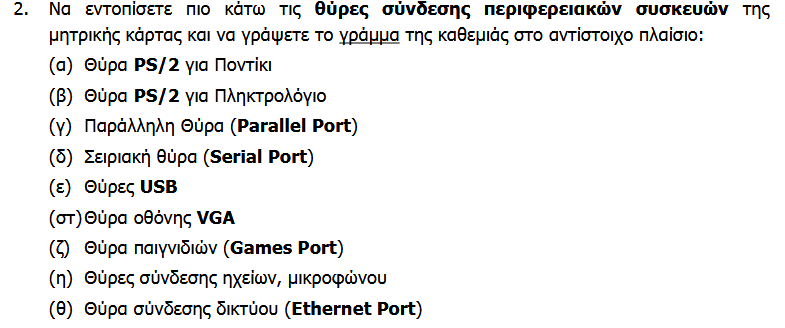 2. Να εντοπίσετε πιο κάτω τις θύρες σύνδεσης περιφερειακών συσκευών της
μητρικής κάρτας και να γράψετε το γράμμα της καθεμιάς στο αντίστοιχο πλαίσιο:
(α) Θύρα PS/2 για Ποντίκι
(β) Θύρα PS/2 για Πληκτρολόγιο
(γ) Παράλληλη Θύρα (Parallel Port)
(δ) Σειριακή θύρα (Serial Port)
(ε) Θύρες USB
(στ) Θύρα οθόνης VGA
(ζ) Θύρα παιγνιδιών (Games Port)
(η) Θύρες σύνδεσης ηχείων, μικροφώνου
(θ) Θύρα σύνδεσης δικτύου (Ethernet Port)